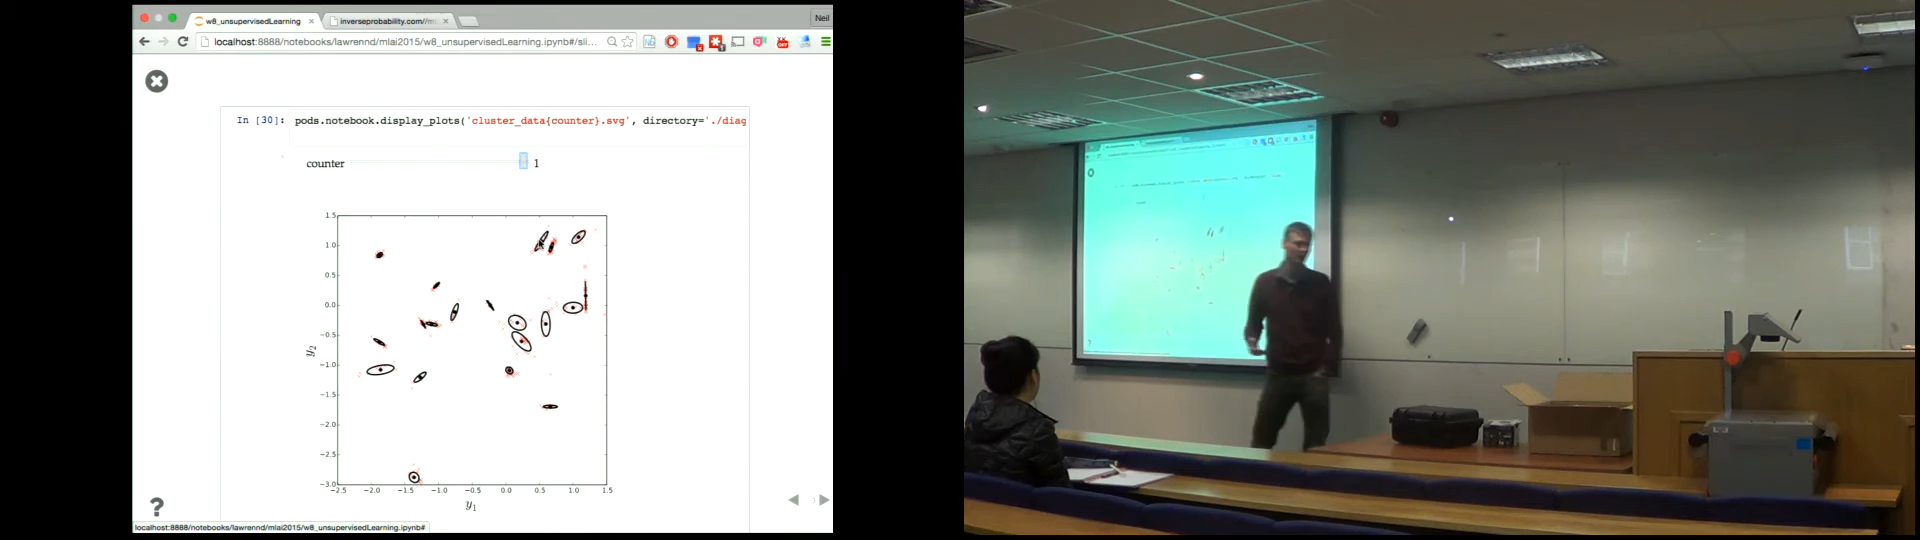 w8_unsupervisedLearning
inverseprobability.com//m
Neil
localhost:8888/notebooks/lawrennd/mlai2015/w8_unsupervisedLearning.ipynb#/sli...
In [30]: pods.notebook.display_plots('cluster_data{counter}.svg', directory='./diag
counter 1
1.5
1.0
0.5
0.0
−0.5
−1.0
−1.5
−2.0
−2.5
−3.0
y2
−2.5 −2.0 −1.5 −1.0 −0.5 0.0 0.5 1.0 1.5
y1
?
localhost:8888/notebooks/lawrennd/mlai2015/w8_unsupervisedLearning.ipynb#